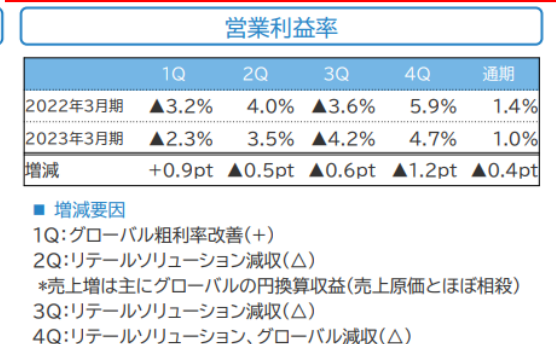 営業利益率
1Q 2Q 3Q 4Q 通期
2022年3月期 ▲3.2% 4.0% ▲3.6% 5.9% 1.4%
2023年3月期 ▲2.3% 3.5% ▲4.2% 4.7% 1.0%
増減 +0.9pt ▲0.5pt ▲0.6pt ▲1.2pt ▲0.4pt
■ 増減要因
1Q:グローバル粗利率改善(+)
2Q:リテールソリューション減収(△)
*売上増は主にグローバルの円換算収益(売上原価とほぼ相殺)
3Q:リテールソリューション減収(△)
4Q:リテールソリューション、グローバル減収(△)